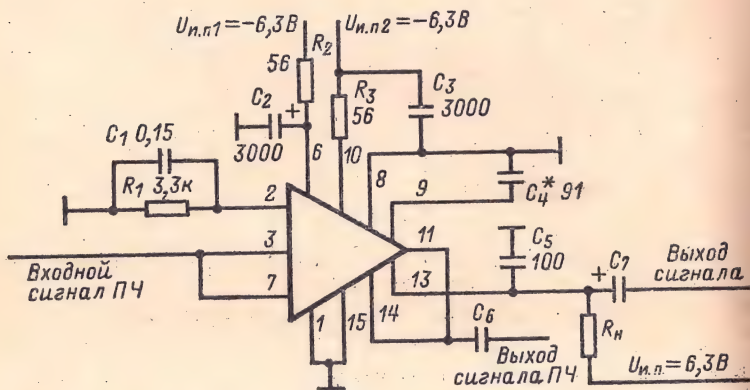 Uи.п1=−6,3В
Uи.п2=−6,3В
R2
56
R3
56
C3
3000
C2
+
3000
C1 0,15
R1 3,3к
6
10
8
9
C4* 91
2
3
7
1
15
14
11
13
C5
100
Входной
сигнал ПЧ
C6
Выход
сигнала ПЧ
+
C7
Выход
сигнала
Rн
Uи.п=6,3В